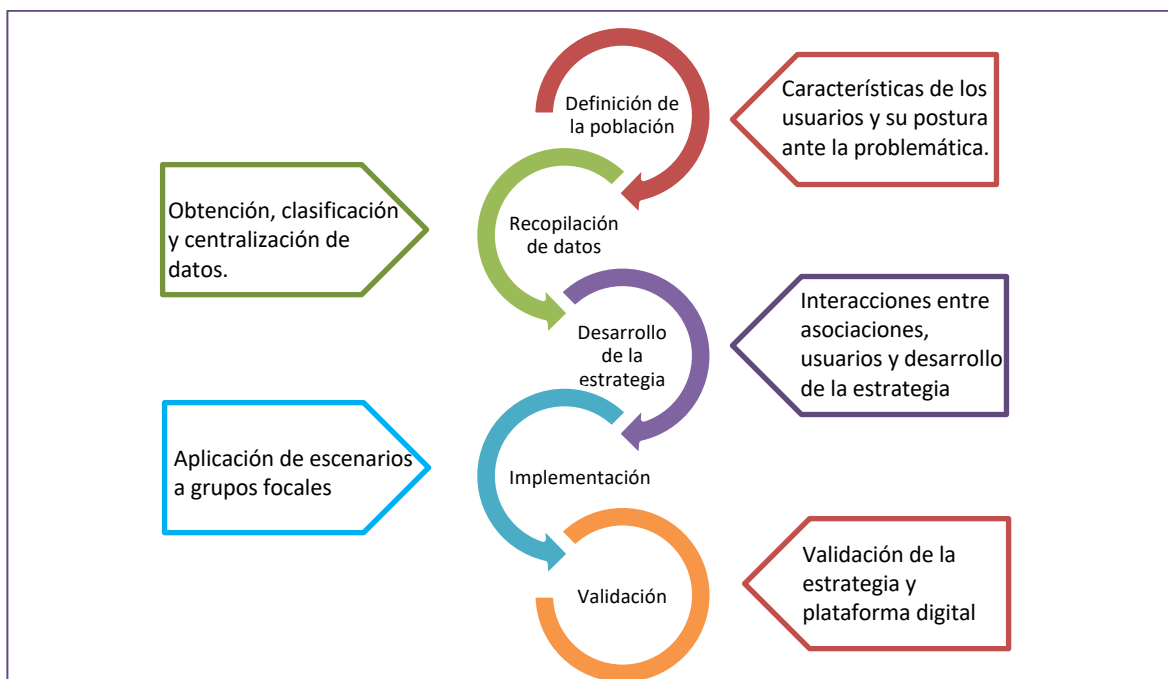 Definición de
la población
Características de los
usuarios y su postura
ante la problemática.
Obtención, clasificación
y centralización de
datos.
Recopilación
de datos
Desarrollo
de la
estrategia
Interacciones entre
asociaciones,
usuarios y desarrollo
de la estrategia
Aplicación de escenarios
a grupos focales
Implementación
Validación
Validación de la
estrategia y
plataforma digital